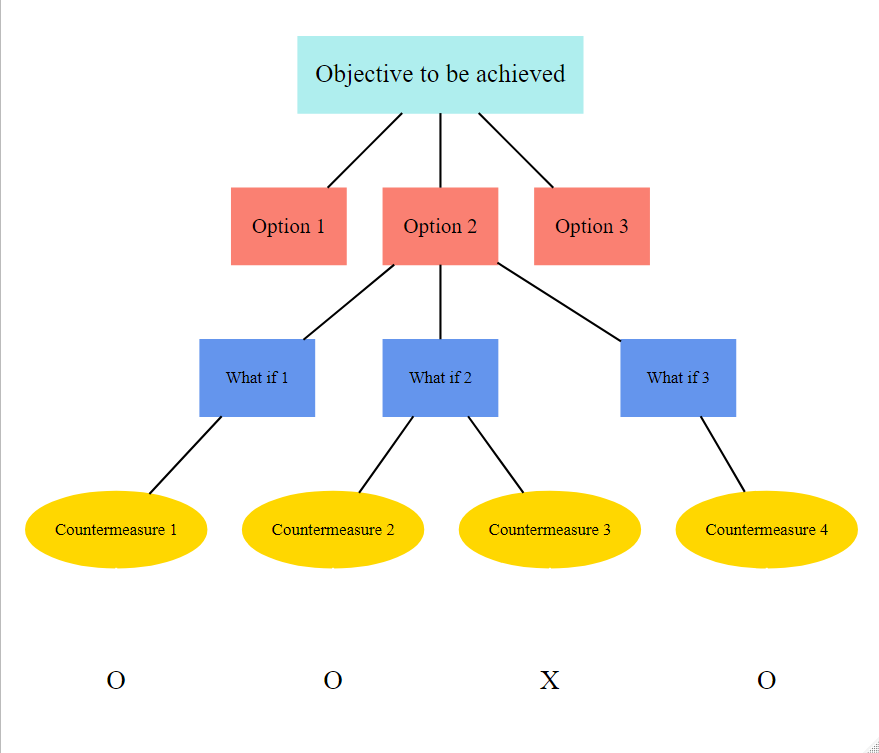 Objective to be achieved
Option 1
Option 2
Option 3
What if 1
What if 2
What if 3
Countermeasure 1
Countermeasure 2
Countermeasure 3
Countermeasure 4
O
O
X
O